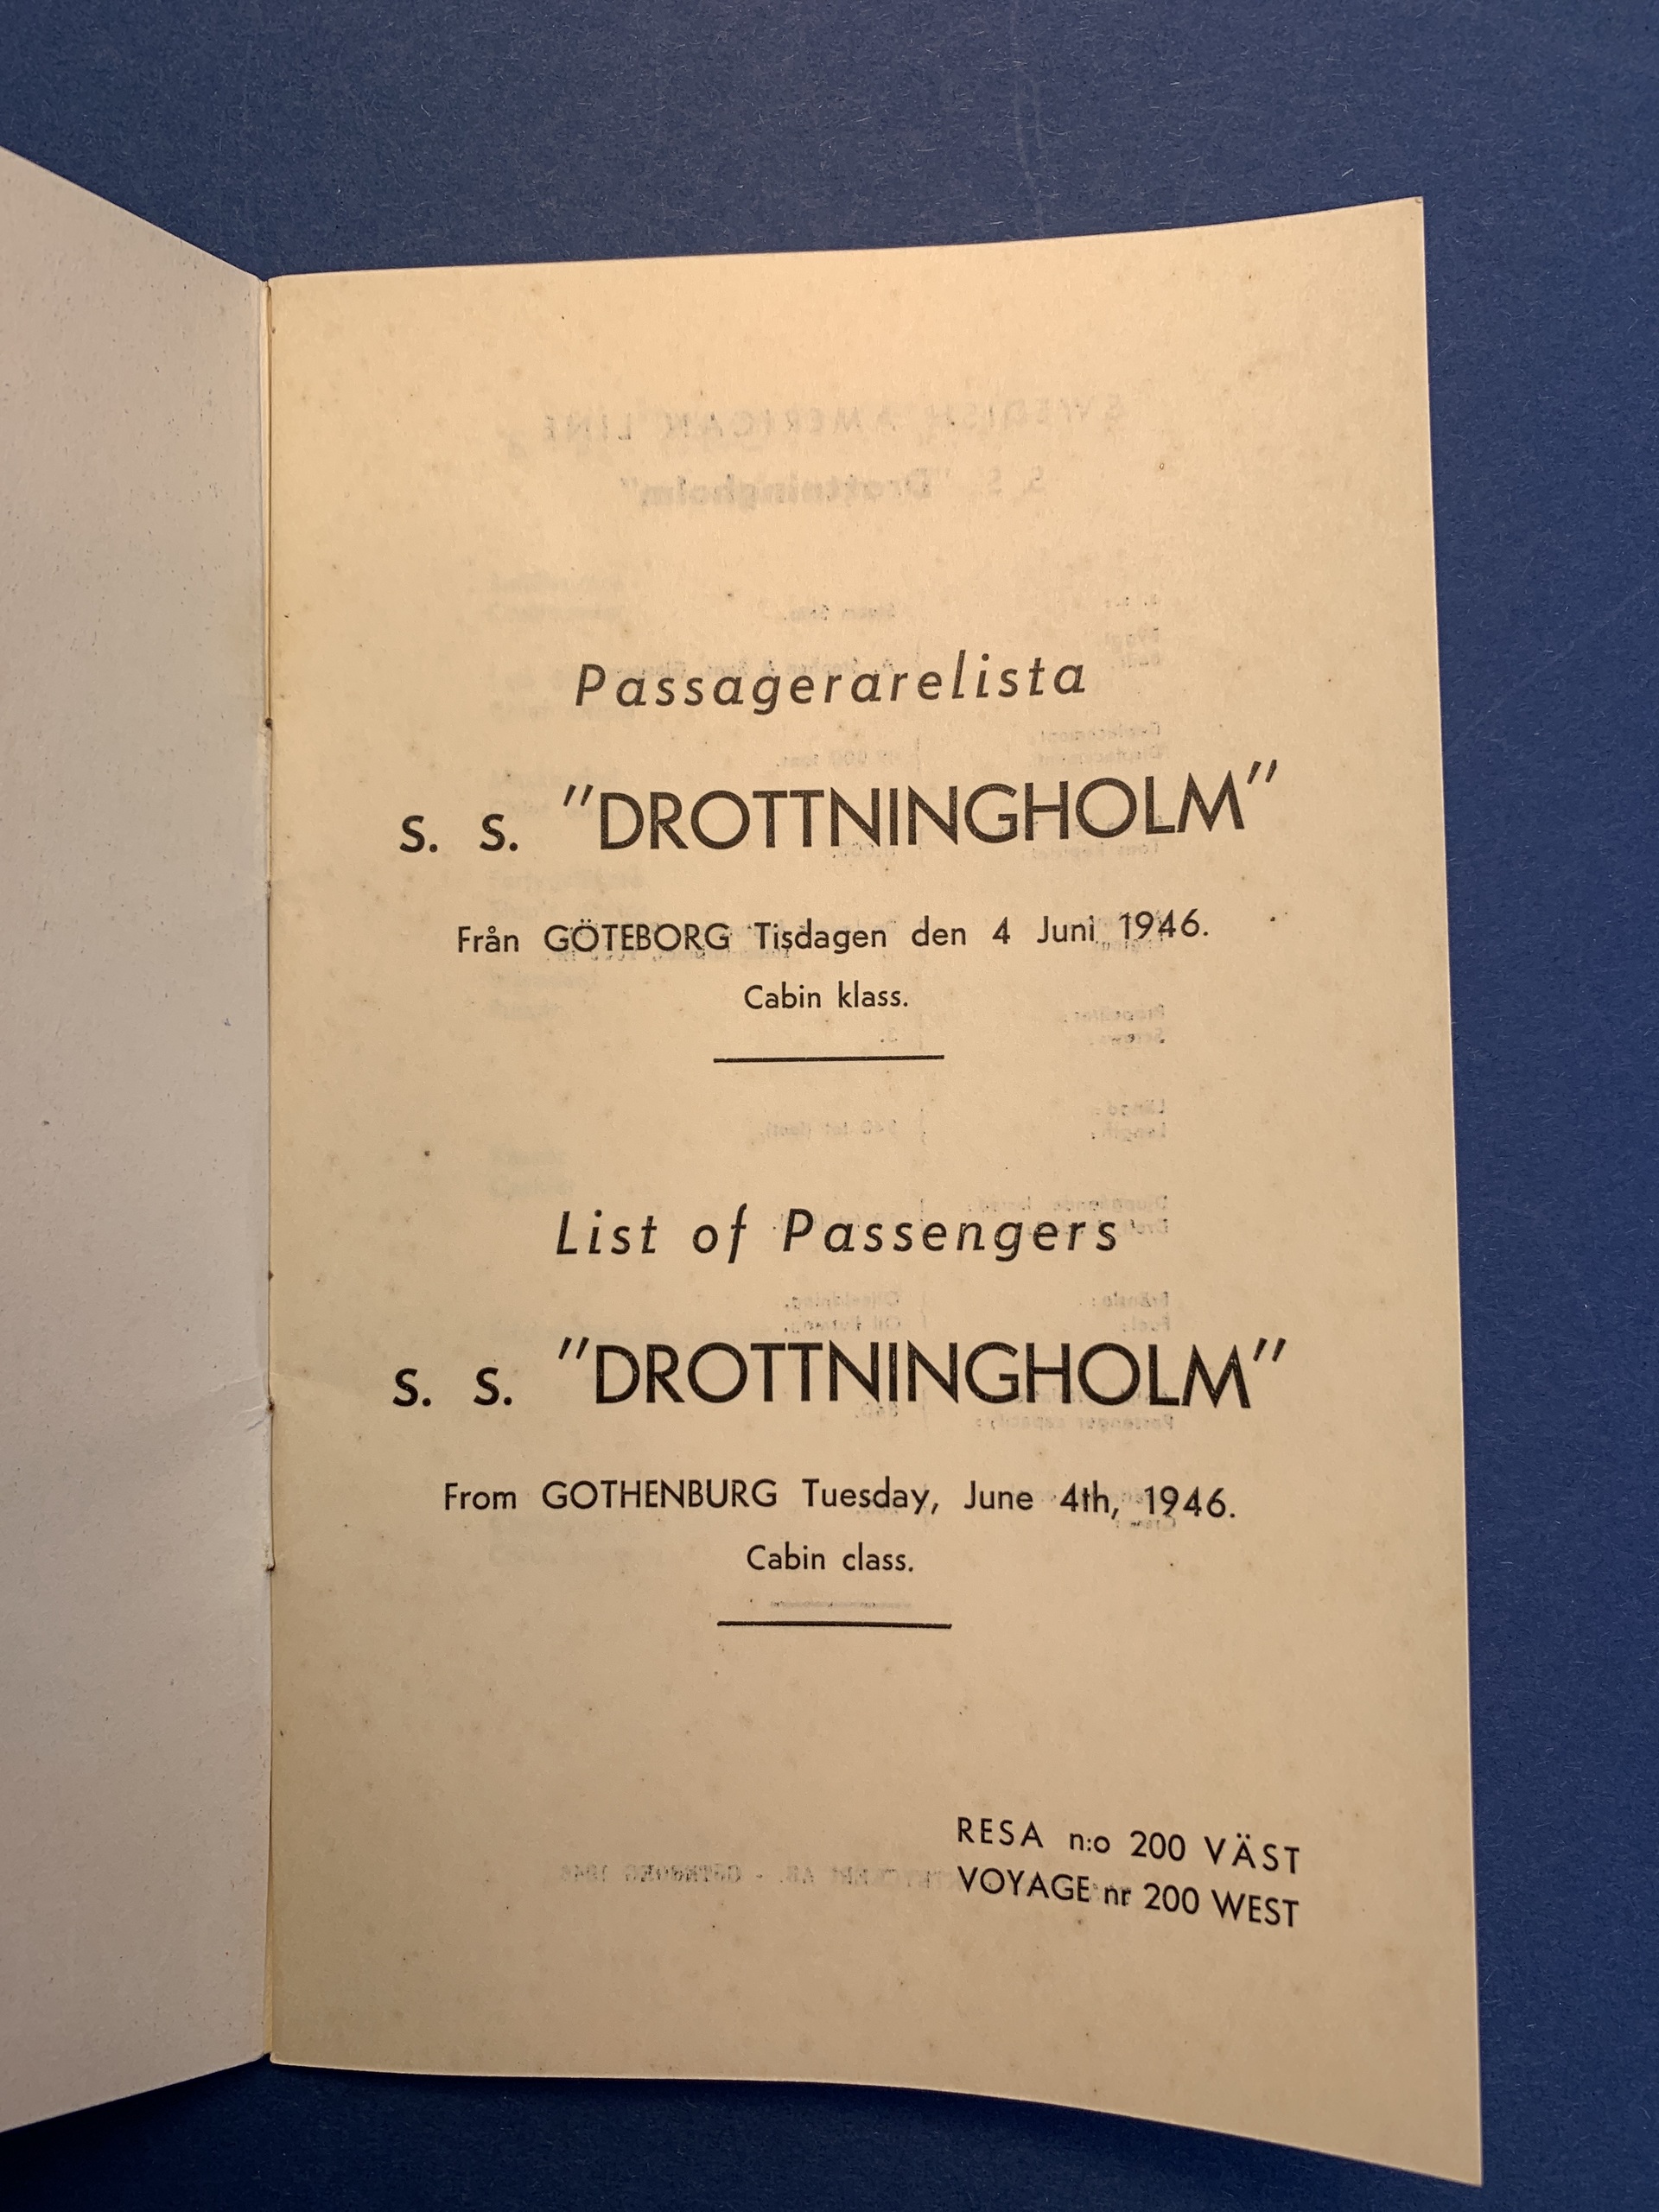 Passagerarelista
s. s. "DROTTNINGHOLM"
Från GÖTEBORG Tisdagen den 4 Juni 1946.
Cabin klass.
List of Passengers
s. s. "DROTTNINGHOLM"
From GOTHENBURG Tuesday, June 4th, 1946.
Cabin class.
RESA n:o 200 VÄST
VOYAGE nr 200 WEST